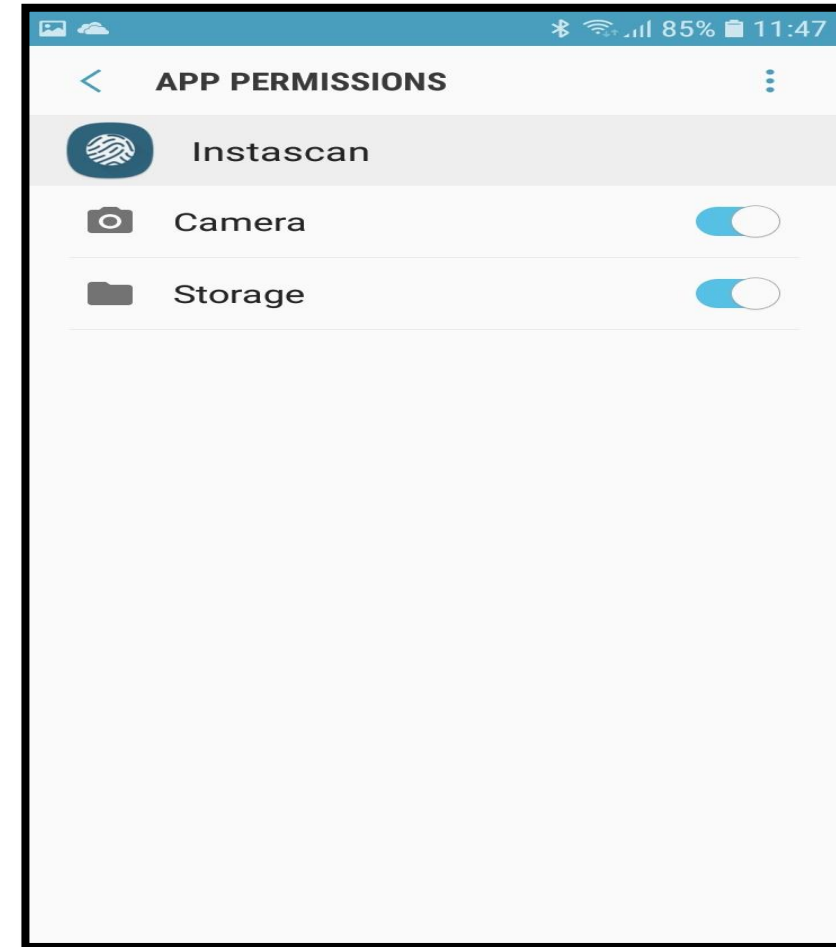 85% 11:47
APP PERMISSIONS
Instascan
Camera
Storage